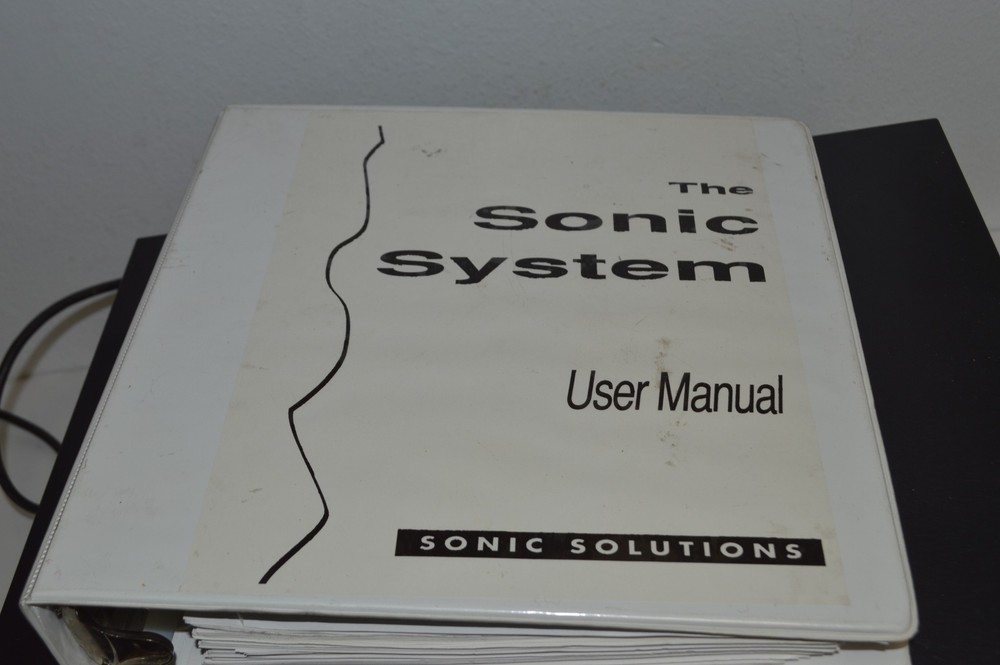 The
Sonic
System
User Manual
SONIC SOLUTIONS